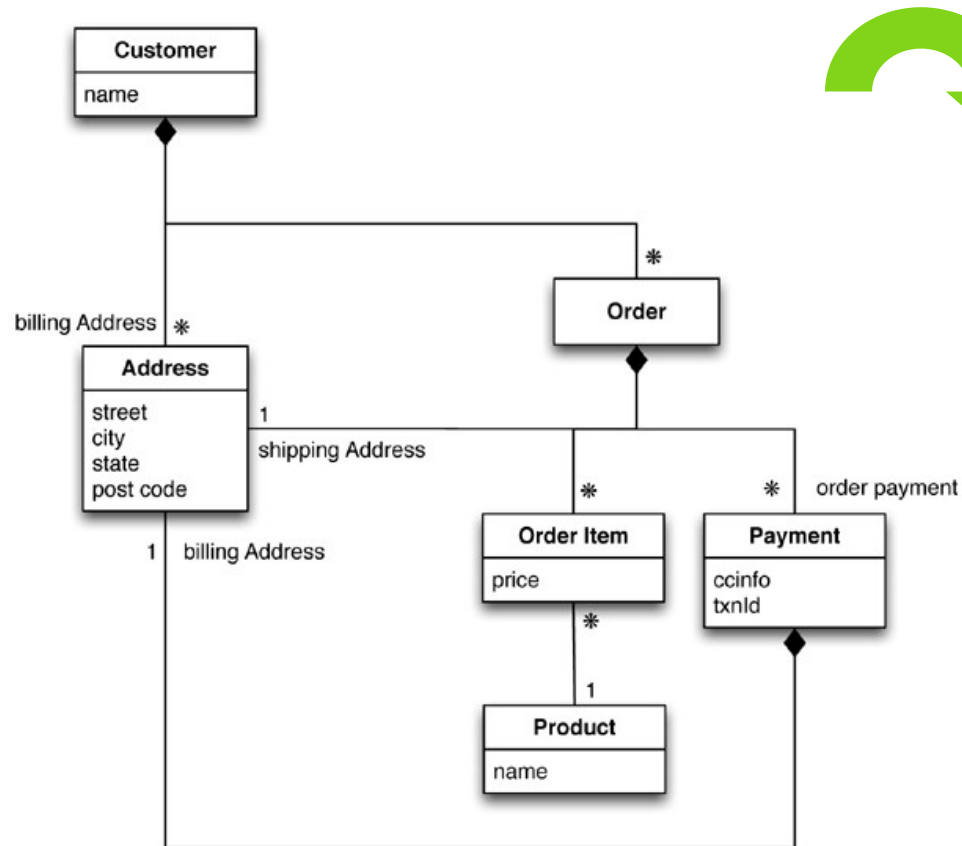 Customer
name
*
Order
billing Address *
Address
street
city
state
post code
1
shipping Address
* order payment
*
Order Item
price
Payment
ccinfo
txnId
1 billing Address
*
1
Product
name